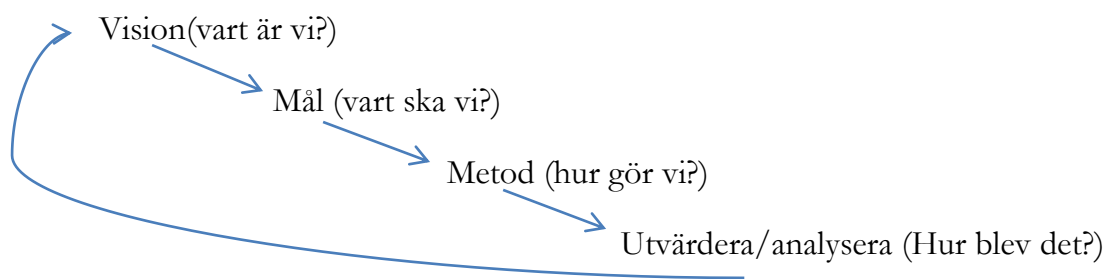 Vision(vart är vi?)
Mål (vart ska vi?)
Metod (hur gör vi?)
Utvärdera/analysera (Hur blev det?)